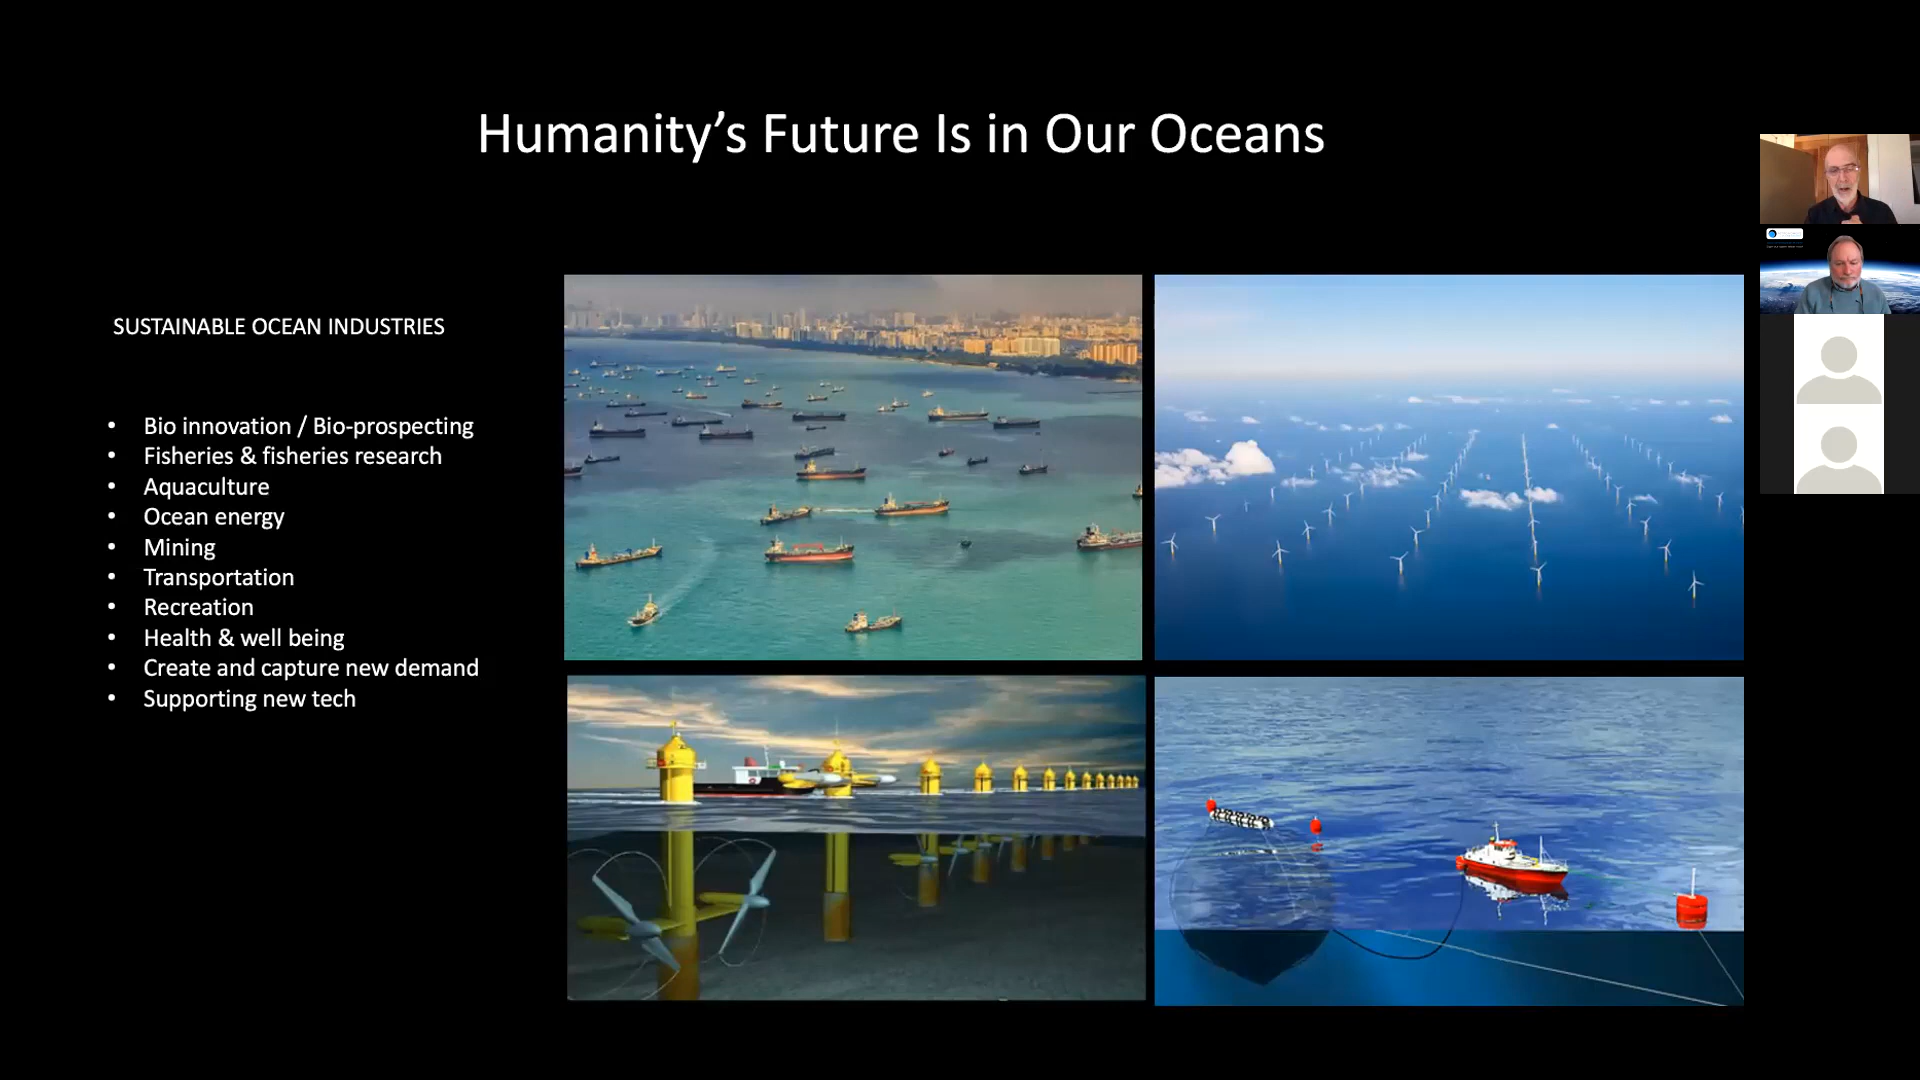 Humanity’s Future Is in Our Oceans
SUSTAINABLE OCEAN INDUSTRIES
• Bio innovation / Bio-prospecting
• Fisheries & fisheries research
• Aquaculture
• Ocean energy
• Mining
• Transportation
• Recreation
• Health & well being
• Create and capture new demand
• Supporting new tech